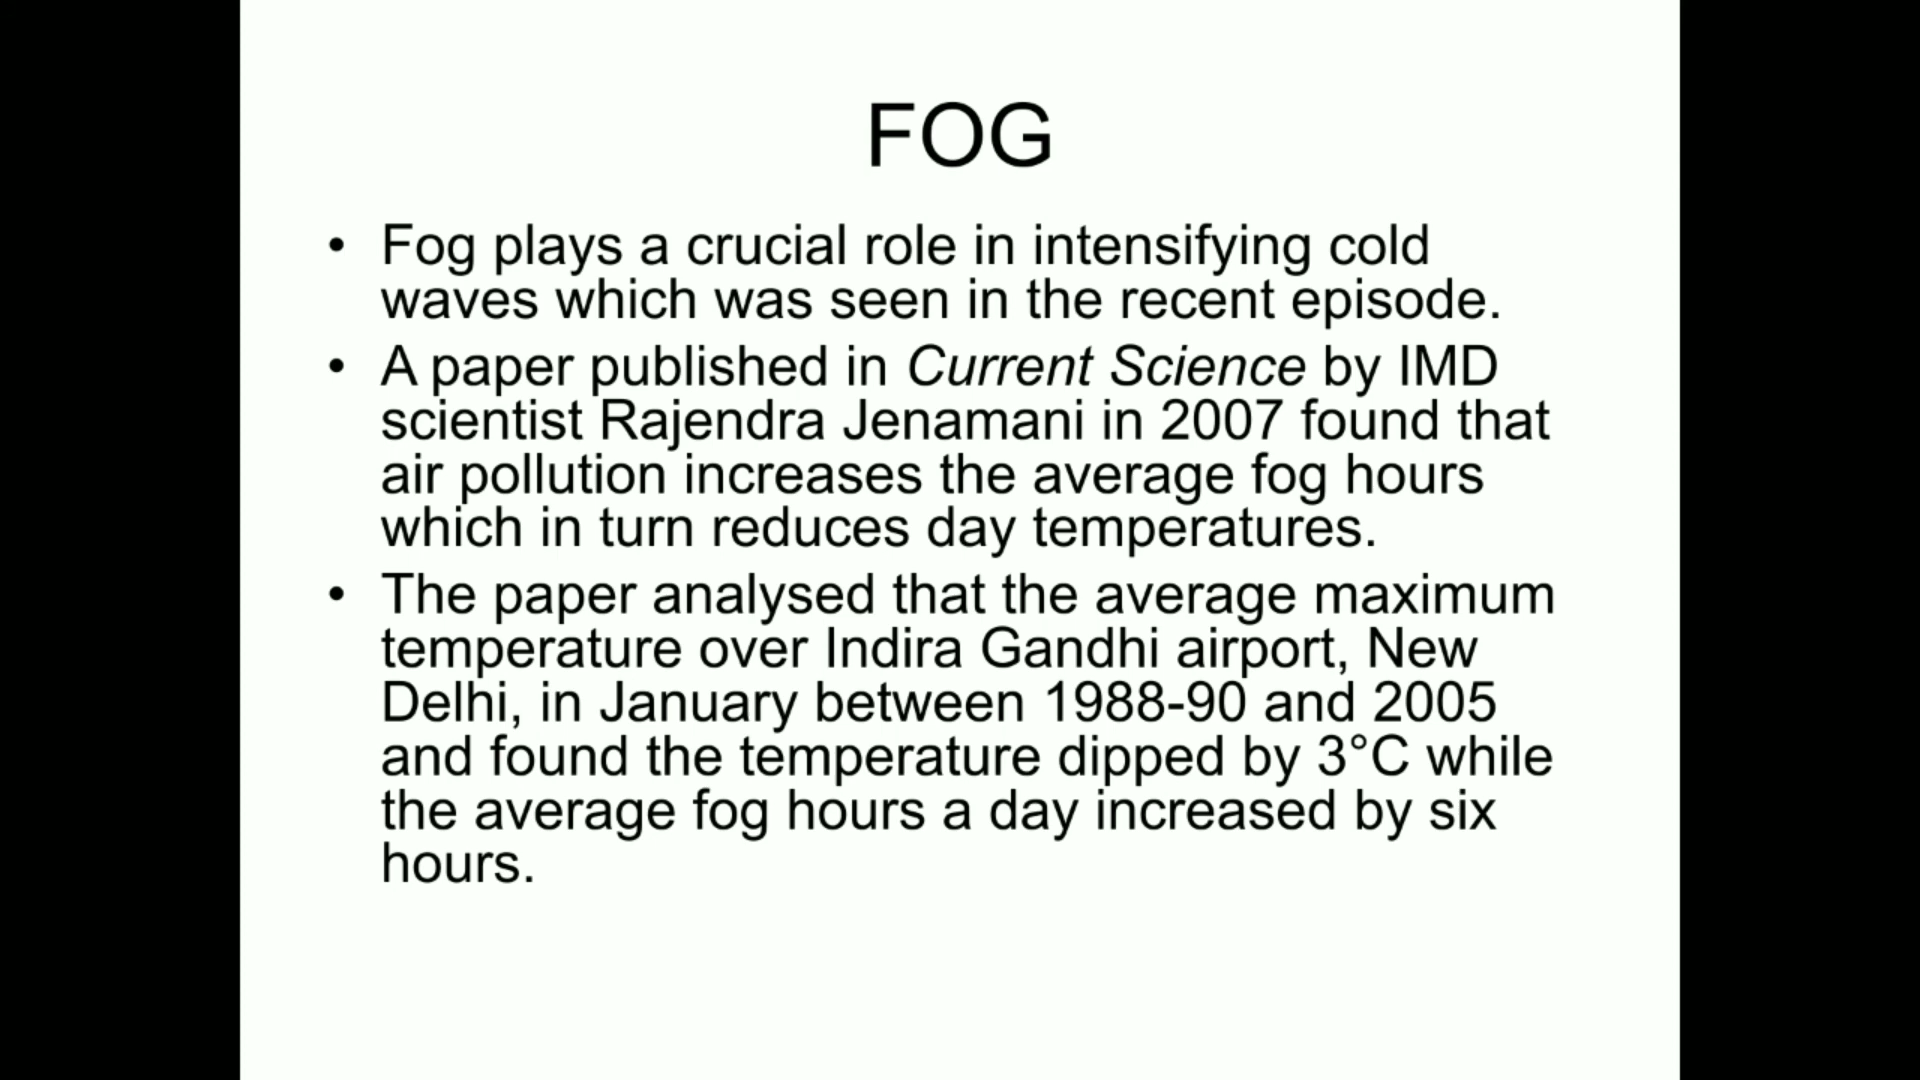 FOG
• Fog plays a crucial role in intensifying cold
waves which was seen in the recent episode.
• A paper published in Current Science by IMD
scientist Rajendra Jenamani in 2007 found that
air pollution increases the average fog hours
which in turn reduces day temperatures.
• The paper analysed that the average maximum
temperature over Indira Gandhi airport, New
Delhi, in January between 1988-90 and 2005
and found the temperature dipped by 3°C while
the average fog hours a day increased by six
hours.